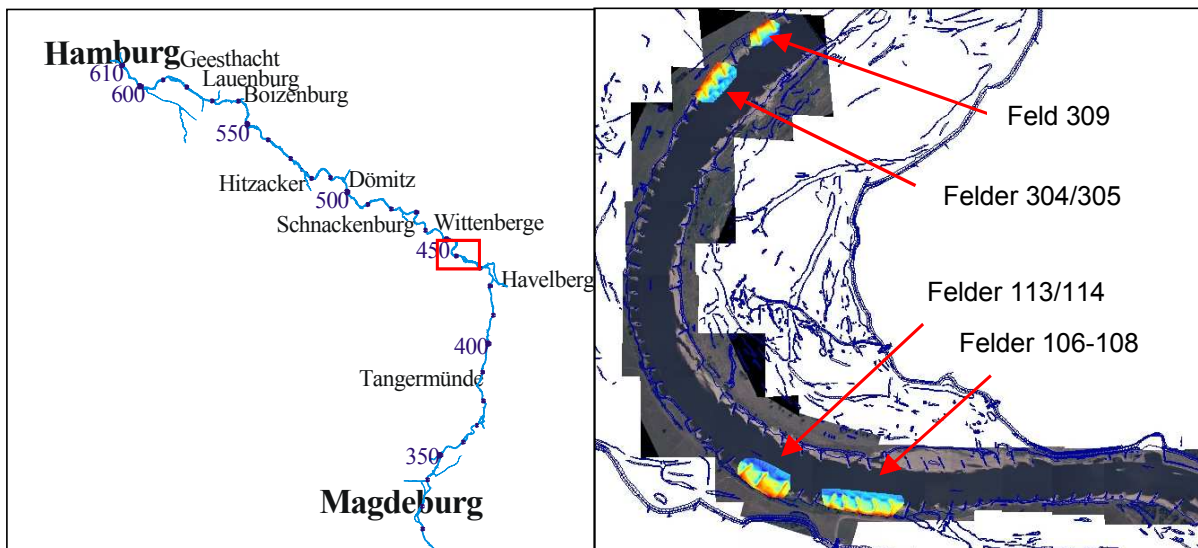 Hamburg
Geesthacht
610
Lauenburg
600
Boizenburg
550
Hitzacker
Dömitz
500
Schnackenburg
Wittenberge
450
Havelberg
400
Tangermünde
350
Magdeburg
Feld 309
Felder 304/305
Felder 113/114
Felder 106-108